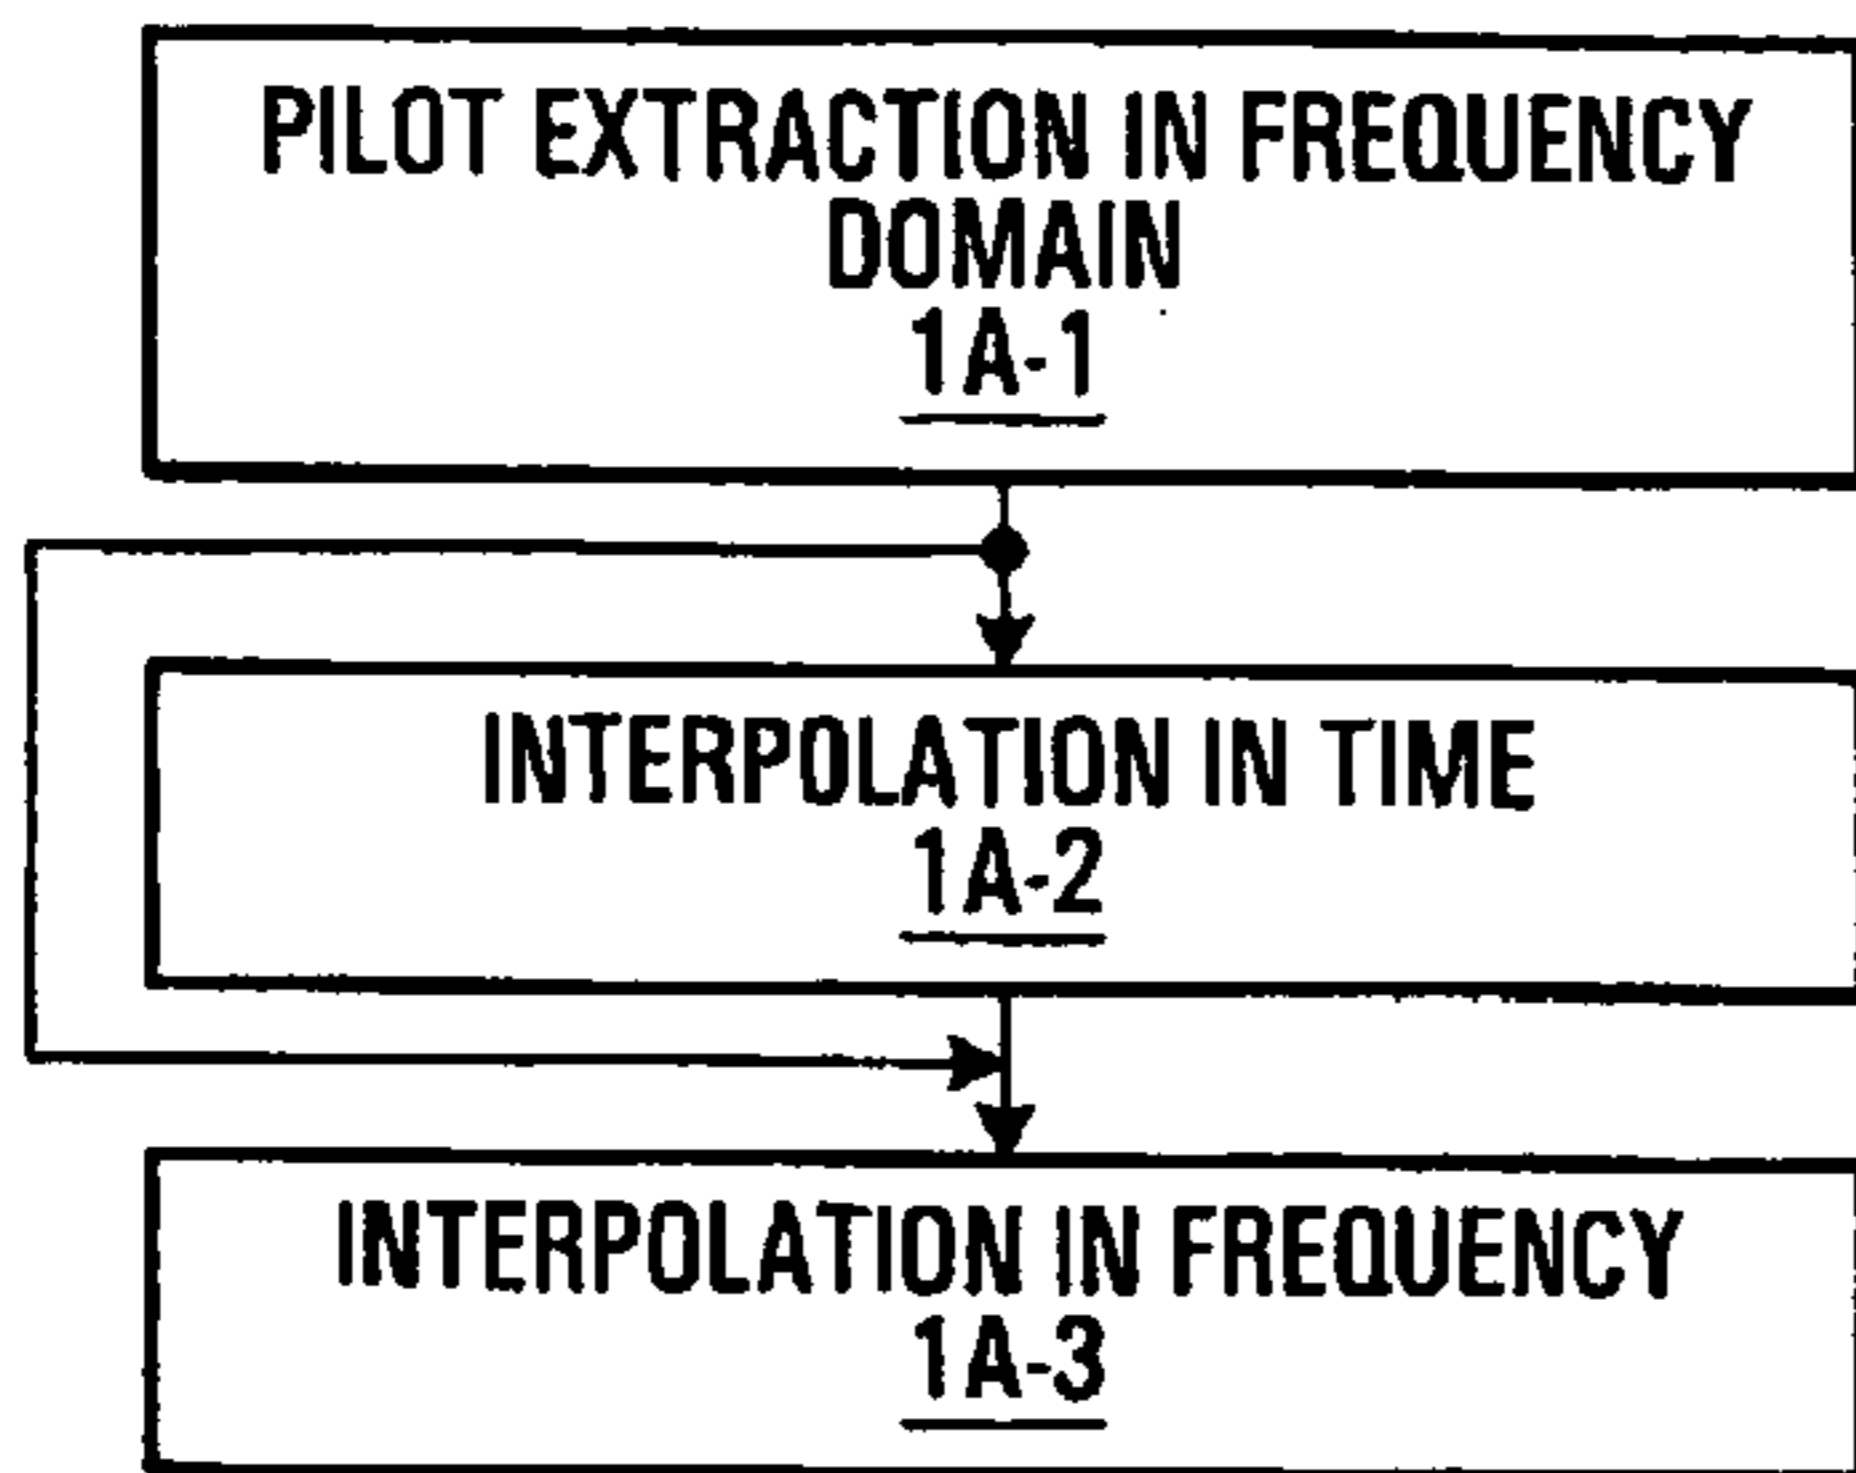 PILOT EXTRACTION IN FREQUENCY
DOMAIN
1A-1
INTERPOLATION IN TIME
1A-2
INTERPOLATION IN FREQUENCY
1A-3